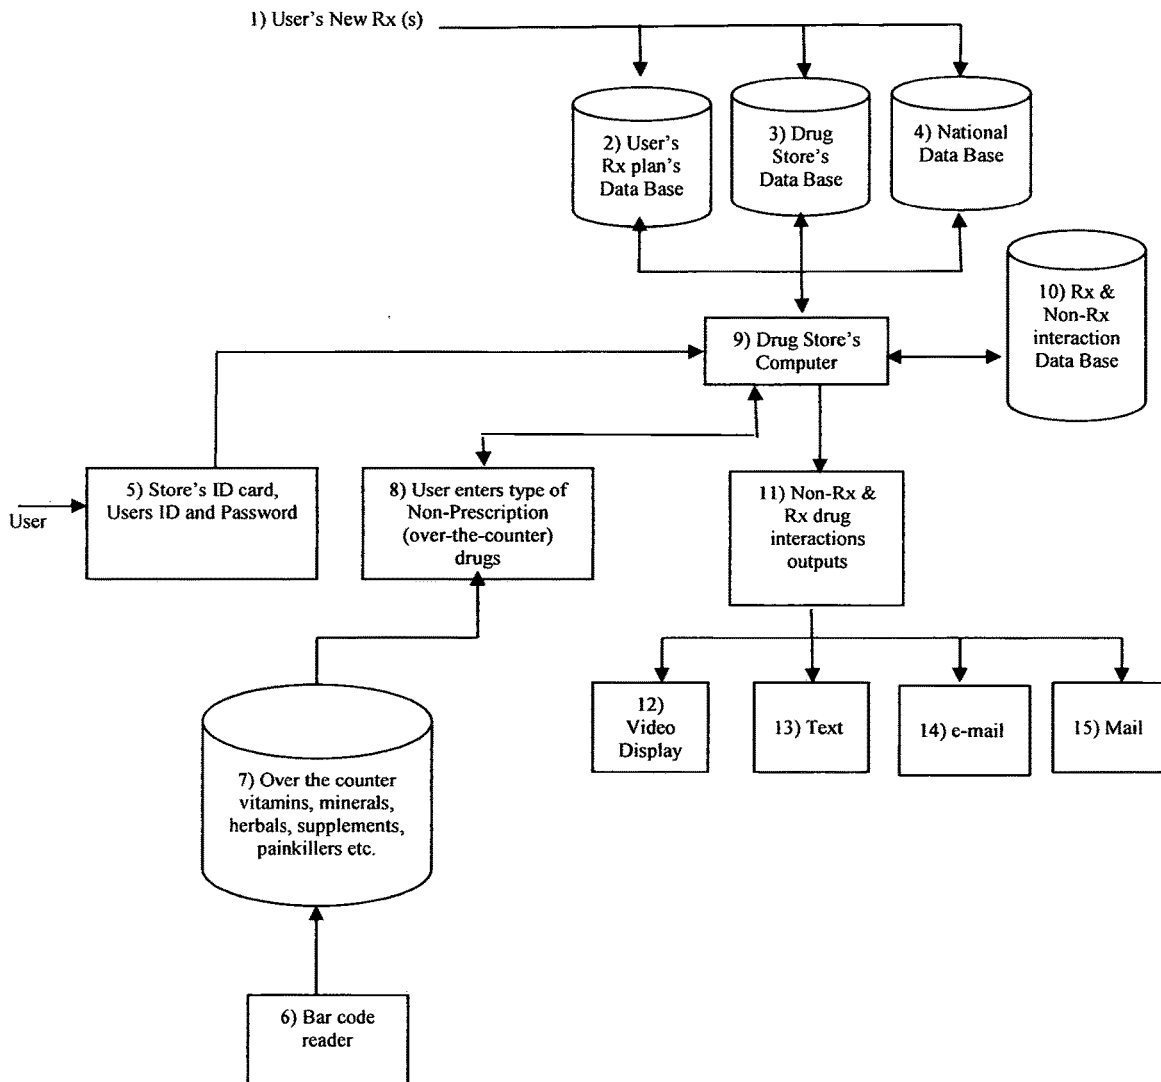 1) User's New Rx (s)
2) User's
Rx plan's
Data Base
3) Drug
Store's
Data Base
4) National
Data Base
10) Rx &
Non-Rx
interaction
Data Base
9) Drug Store's
Computer
User
5) Store's ID card,
Users ID and Password
8) User enters type of
Non-Prescription
(over-the-counter)
drugs
11) Non-Rx &
Rx drug
interactions
outputs
12)
Video
Display
13) Text
14) e-mail
15) Mail
7) Over the counter
vitamins, minerals,
herbals, supplements,
painkillers etc.
6) Bar code
reader